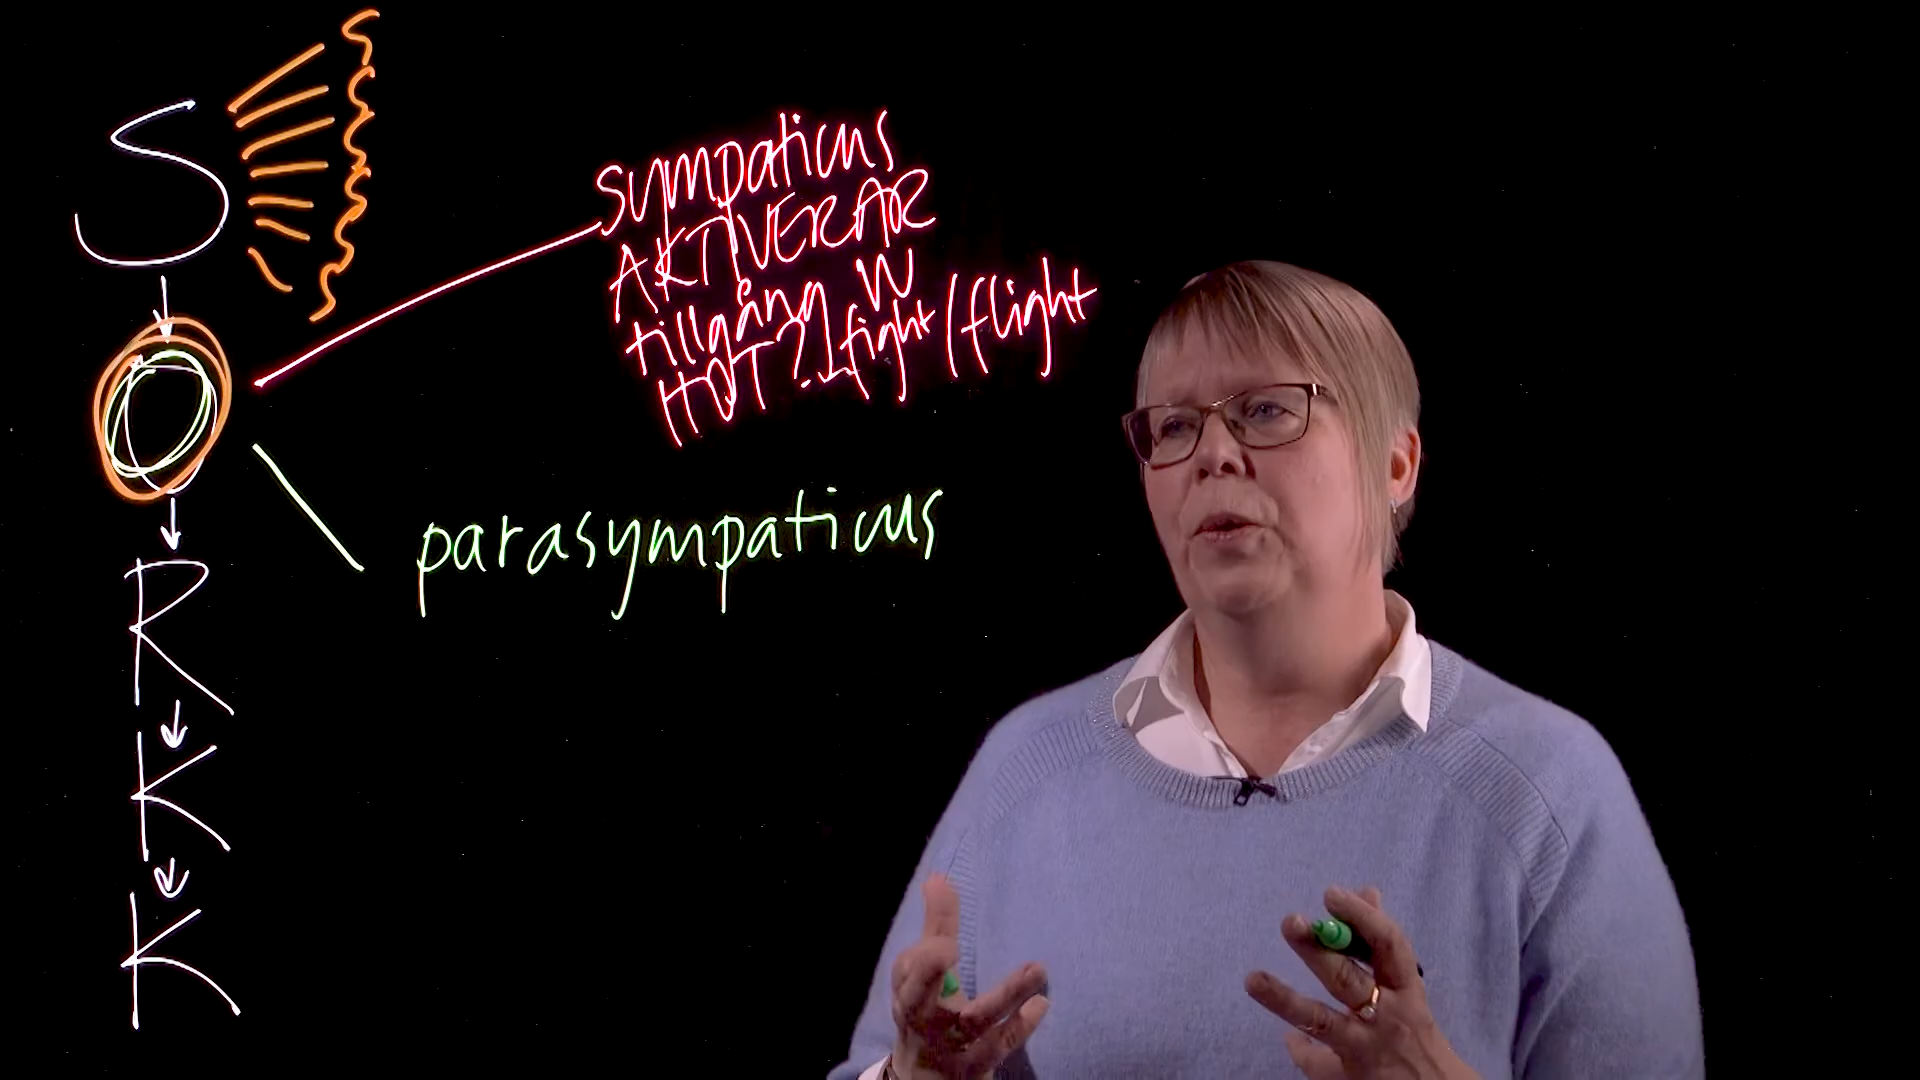 S
O
R
K
K
sympaticus
AKTIVERAR
tillgång
HOT? fight/flight
parasympaticus